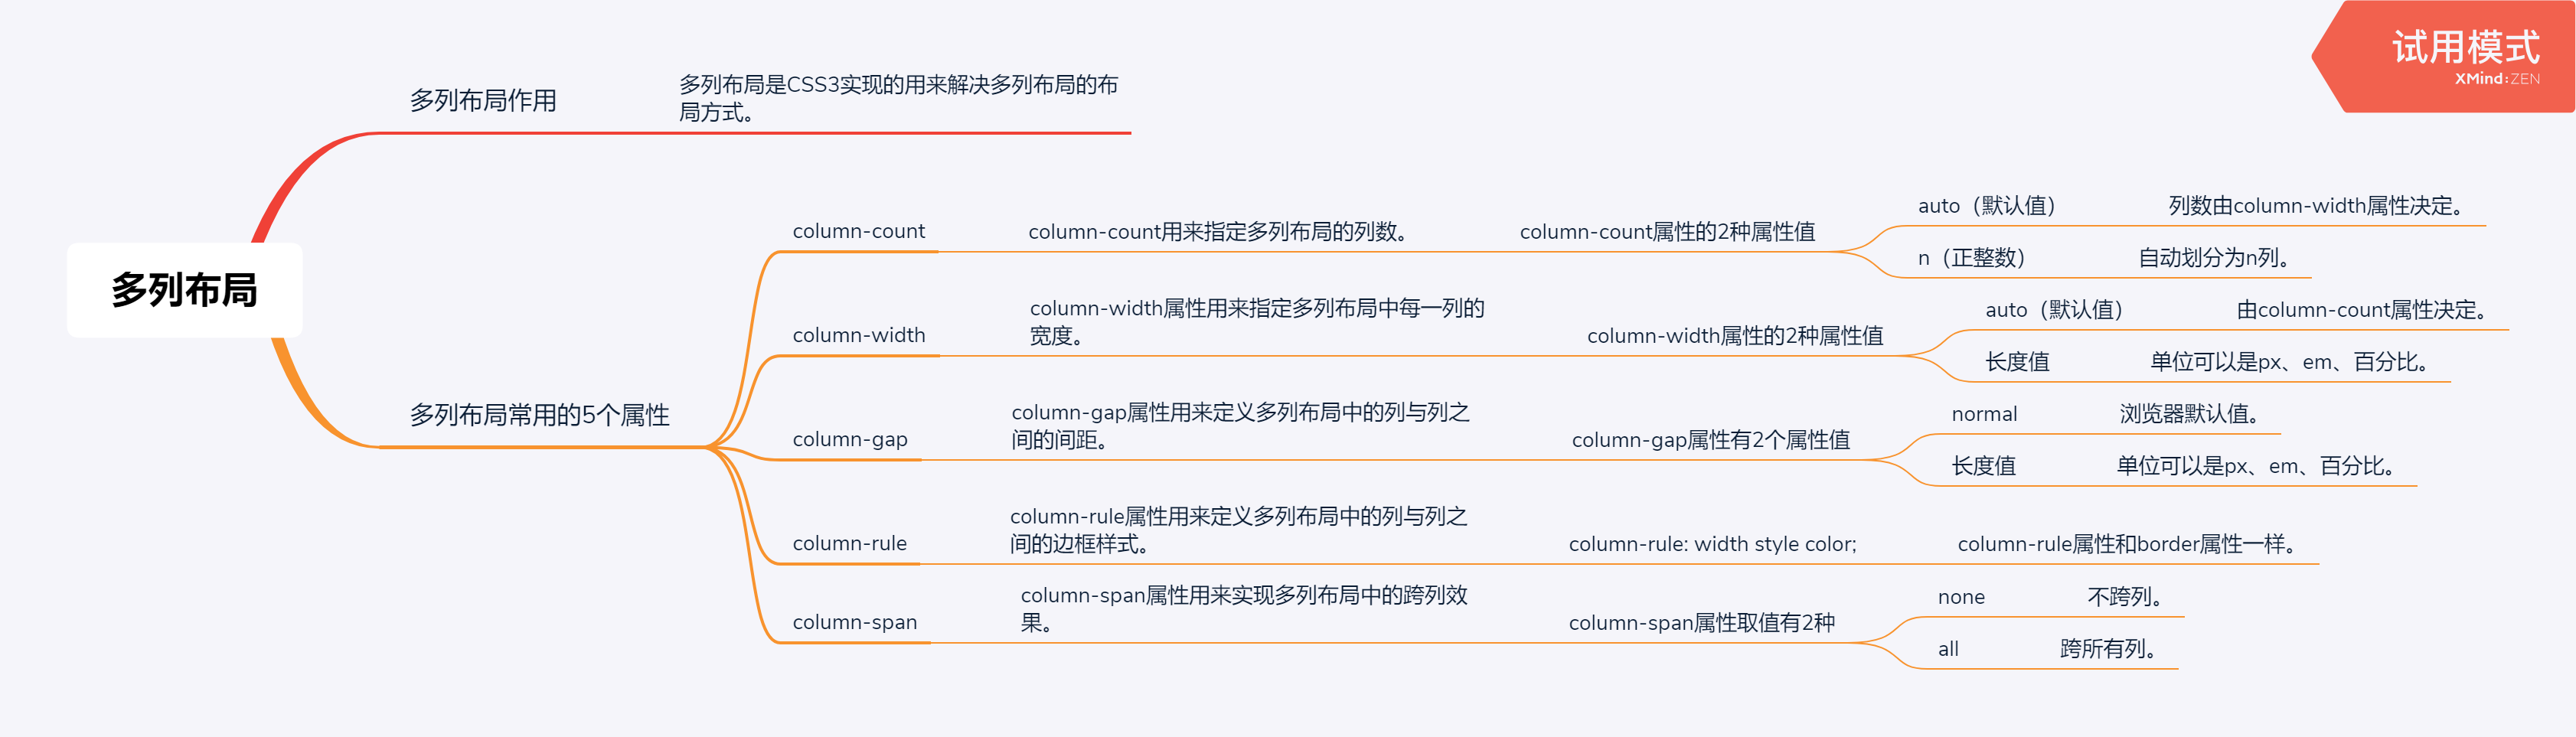 试用模式
XMind:ZEN
多列布局
多列布局作用
多列布局是CSS3实现的用来解决多列布局的布
局方式。
多列布局常用的5个属性
column-count
column-count用来指定多列布局的列数。
column-count属性的2种属性值
auto（默认值）
列数由column-width属性决定。
n（正整数）
自动划分为n列。
column-width
column-width属性用来指定多列布局中每一列的
宽度。
column-width属性的2种属性值
auto（默认值）
由column-count属性决定。
长度值
单位可以是px、em、百分比。
column-gap
column-gap属性用来定义多列布局中的列与列之
间的间距。
column-gap属性有2个属性值
normal
浏览器默认值。
长度值
单位可以是px、em、百分比。
column-rule
column-rule属性用来定义多列布局中的列与列之
间的边框样式。
column-rule: width style color;
column-rule属性和border属性一样。
column-span
column-span属性用来实现多列布局中的跨列效
果。
column-span属性取值有2种
none
不跨列。
all
跨所有列。